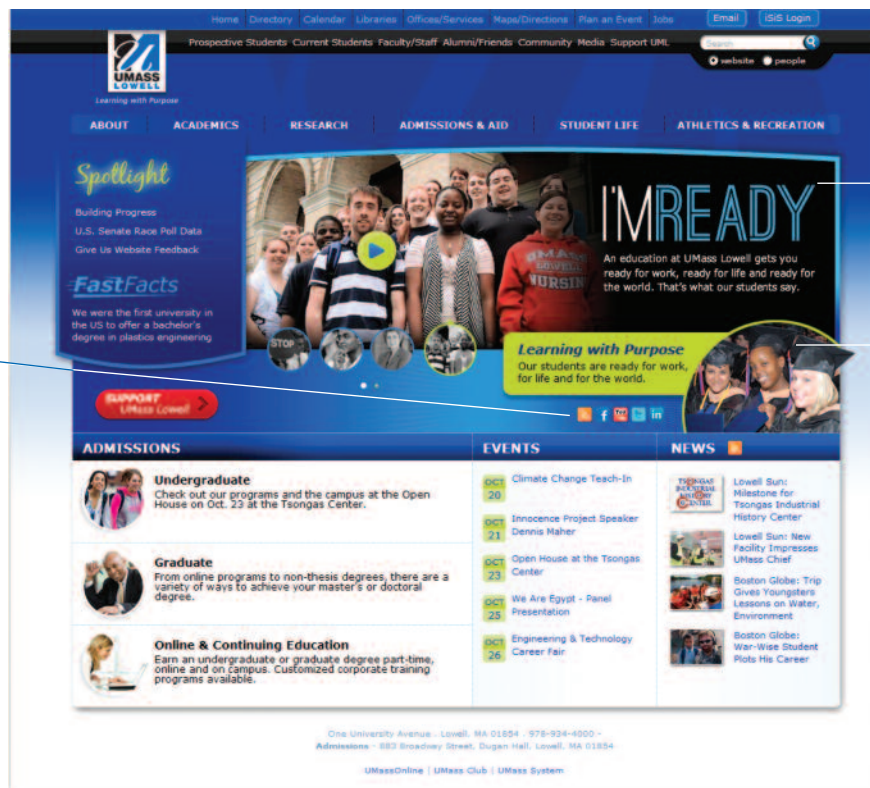 Home Directory Calendar Libraries Offices/Services Maps/Directions Plan an Event Jobs Email iSiS Login
Prospective Students Current Students Faculty/Staff Alumni/Friends Community Media Support UML Search
website people
UMASS
LOWELL
Learning with Purpose
ABOUT ACADEMICS RESEARCH ADMISSIONS & AID STUDENT LIFE ATHLETICS & RECREATION
Spotlight
Building Progress
U.S. Senate Race Poll Data
Give Us Website Feedback
FastFacts
We were the first university in
the US to offer a bachelor's
degree in plastics engineering
SUPPORT
UMass Lowell
UMASS
LOWELL
NURSING
I'MREADY
An education at UMass Lowell gets you
ready for work, ready for life and ready for
the world. That's what our students say.
STOP
Learning with Purpose
Our students are ready for work,
for life and for the world.
ADMISSIONS
Undergraduate
Check out our programs and the campus at the Open
House on Oct. 23 at the Tsongas Center.
Graduate
From online programs to non-thesis degrees, there are a
variety of ways to achieve your master's or doctoral
degree.
Online & Continuing Education
Earn an undergraduate or graduate degree part-time,
online and on campus. Customized corporate training
programs available.
EVENTS
OCT
20
Climate Change Teach-In
OCT
21
Innocence Project Speaker
Dennis Maher
OCT
23
Open House at the Tsongas
Center
OCT
25
We Are Egypt - Panel
Presentation
OCT
26
Engineering & Technology
Career Fair
NEWS
TSONGAS
INDUSTRIAL
HISTORY
CENTER
Lowell Sun:
Milestone for
Tsongas Industrial
History Center
Lowell Sun: New
Facility Impresses
UMass Chief
Boston Globe: Trip
Gives Youngsters
Lessons on Water,
Environment
Boston Globe:
War-Wise Student
Plots His Career
One University Avenue . Lowell, MA 01854 . 978-934-4000 -
Admissions - 883 Broadway Street, Dugan Hall, Lowell, MA 01854
UMassOnline | UMass Club | UMass System